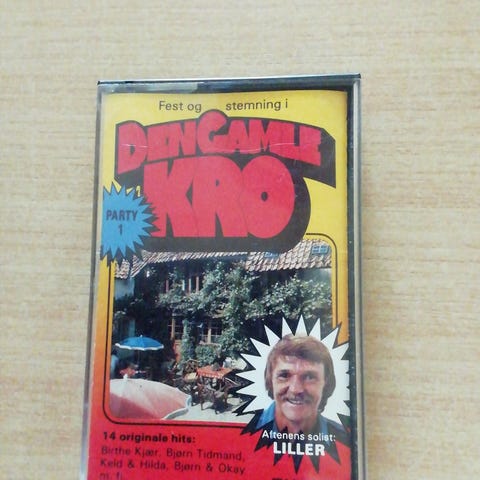 Fest og stemning i
DEN GAMLE
KRO
PARTY
1
Aftenens solist:
LILLER
14 originale hits:
Birthe Kjær, Bjørn Tidmand,
Keld & Hilda, Bjørn & Okay
m. fl.